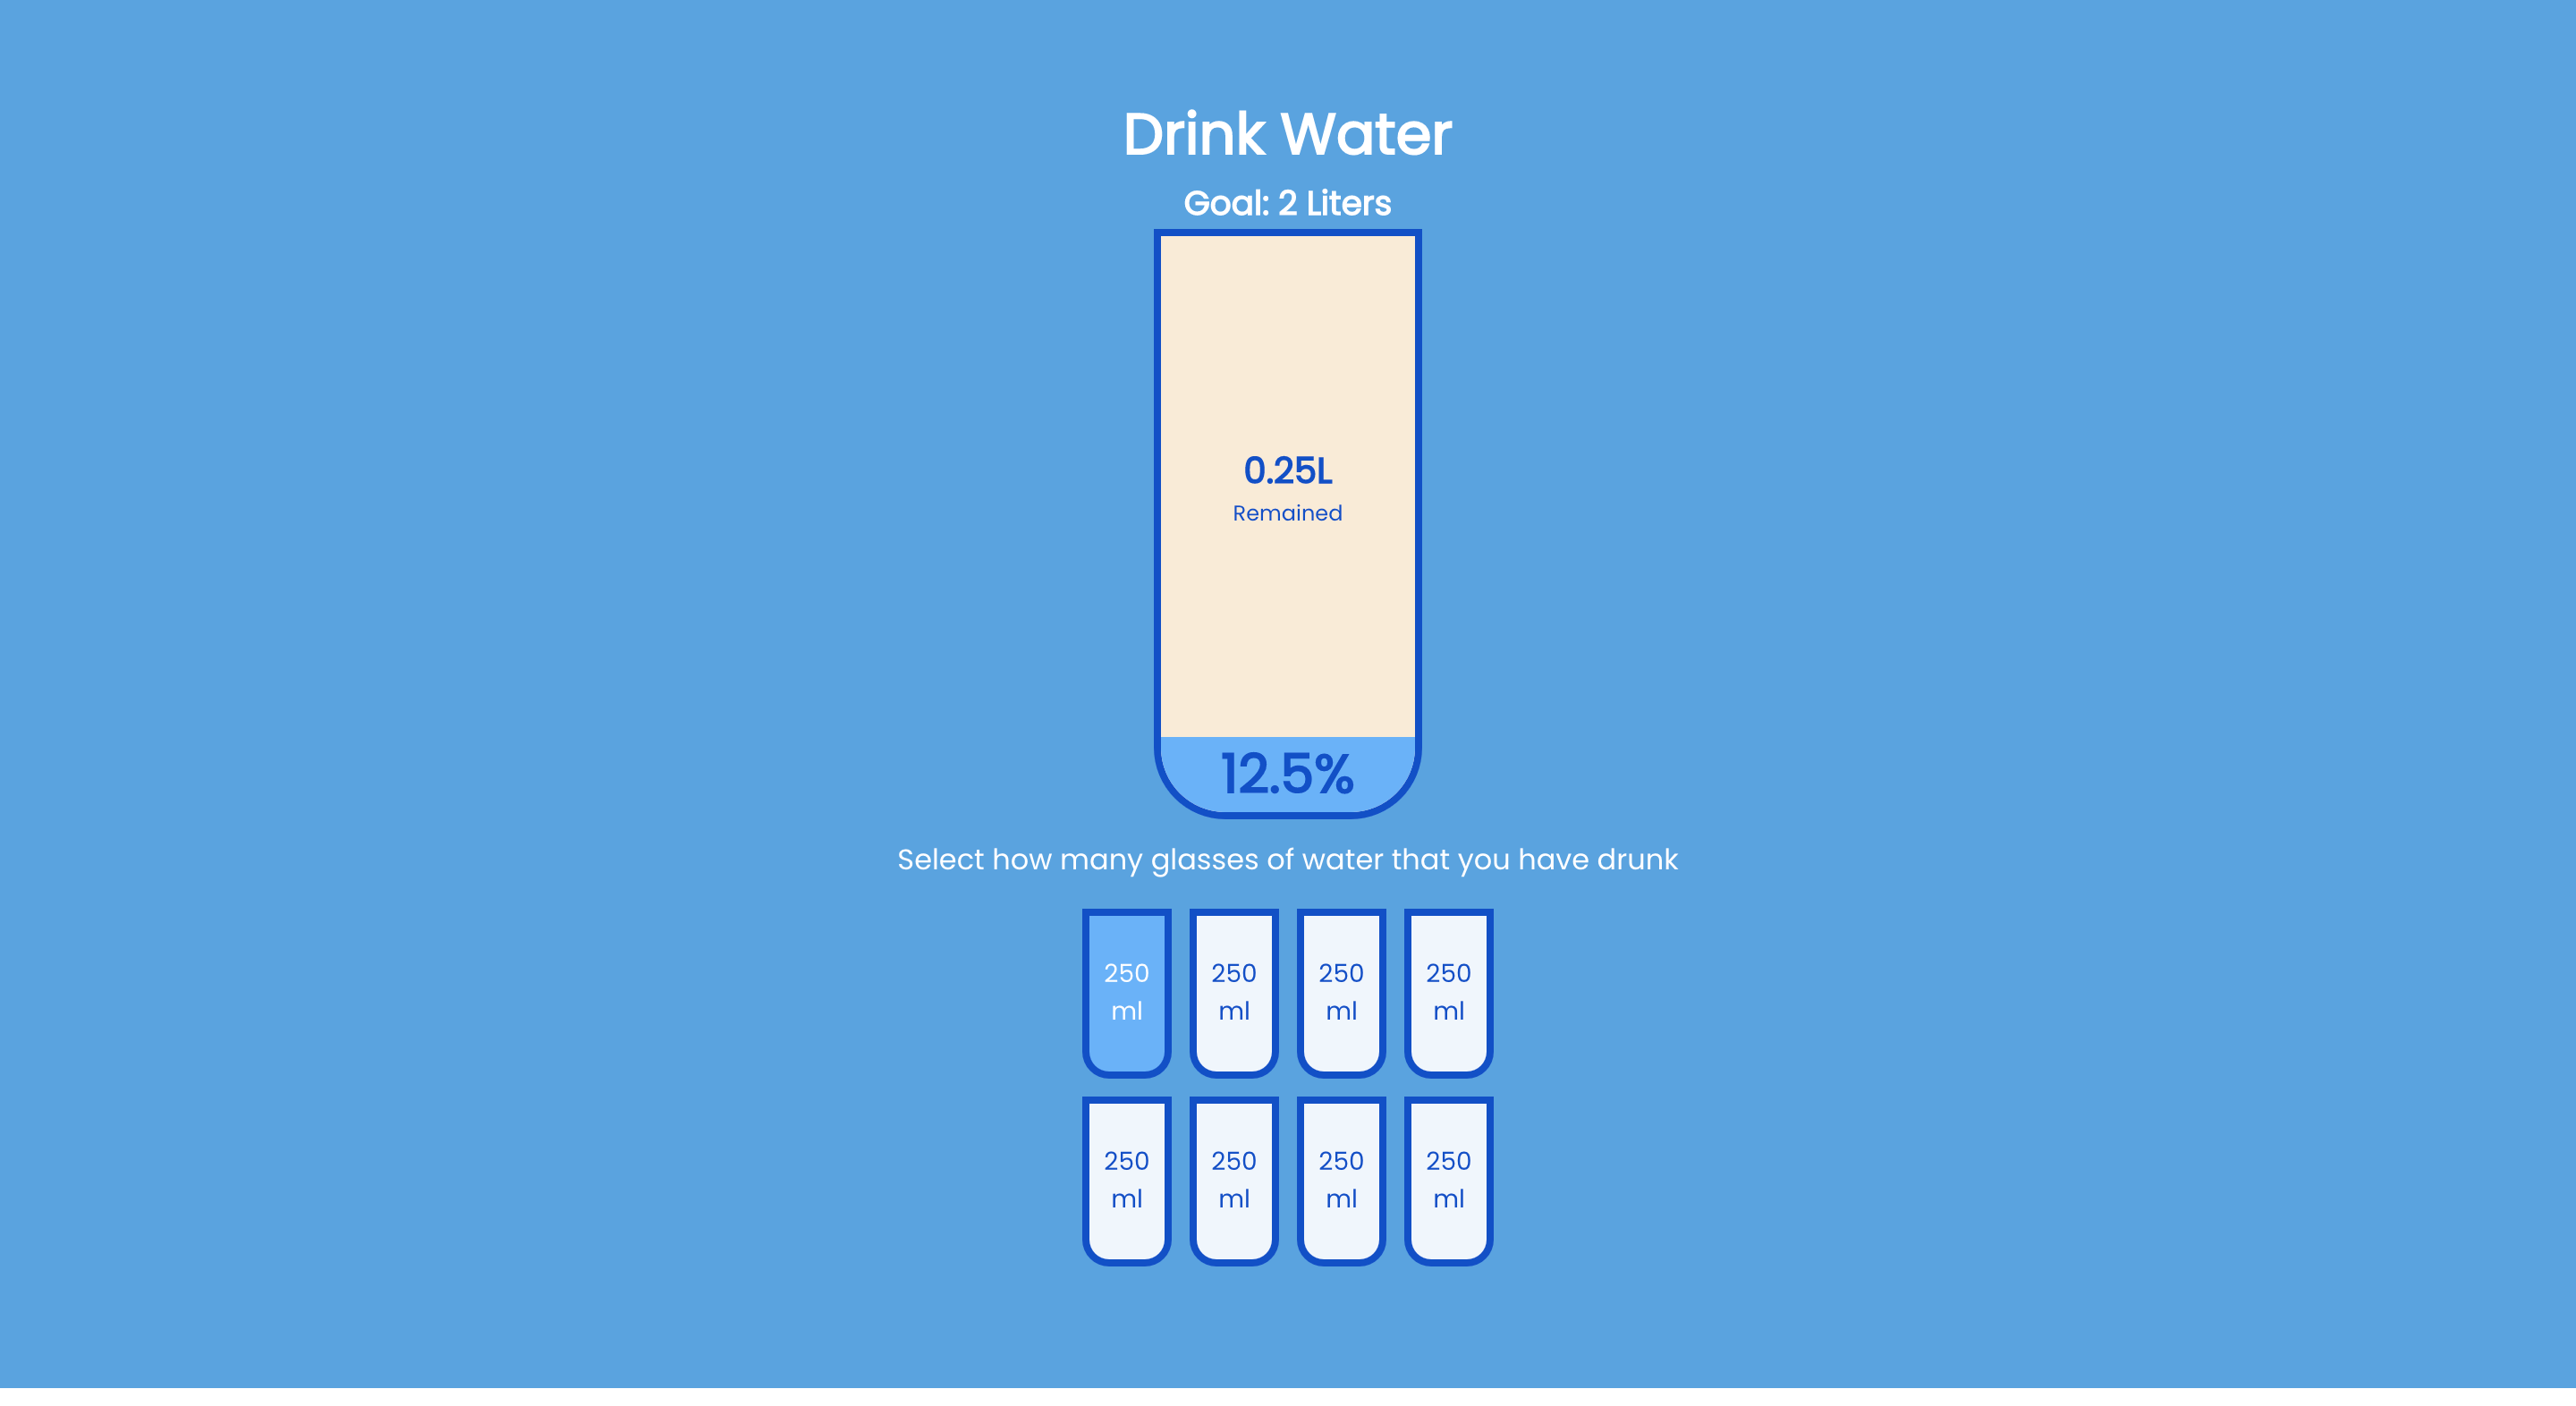 Drink Water
Goal: 2 Liters
0.25L
Remained
12.5%
Select how many glasses of water that you have drunk
250 250 250 250
ml ml ml ml
250 250 250 250
ml ml ml ml